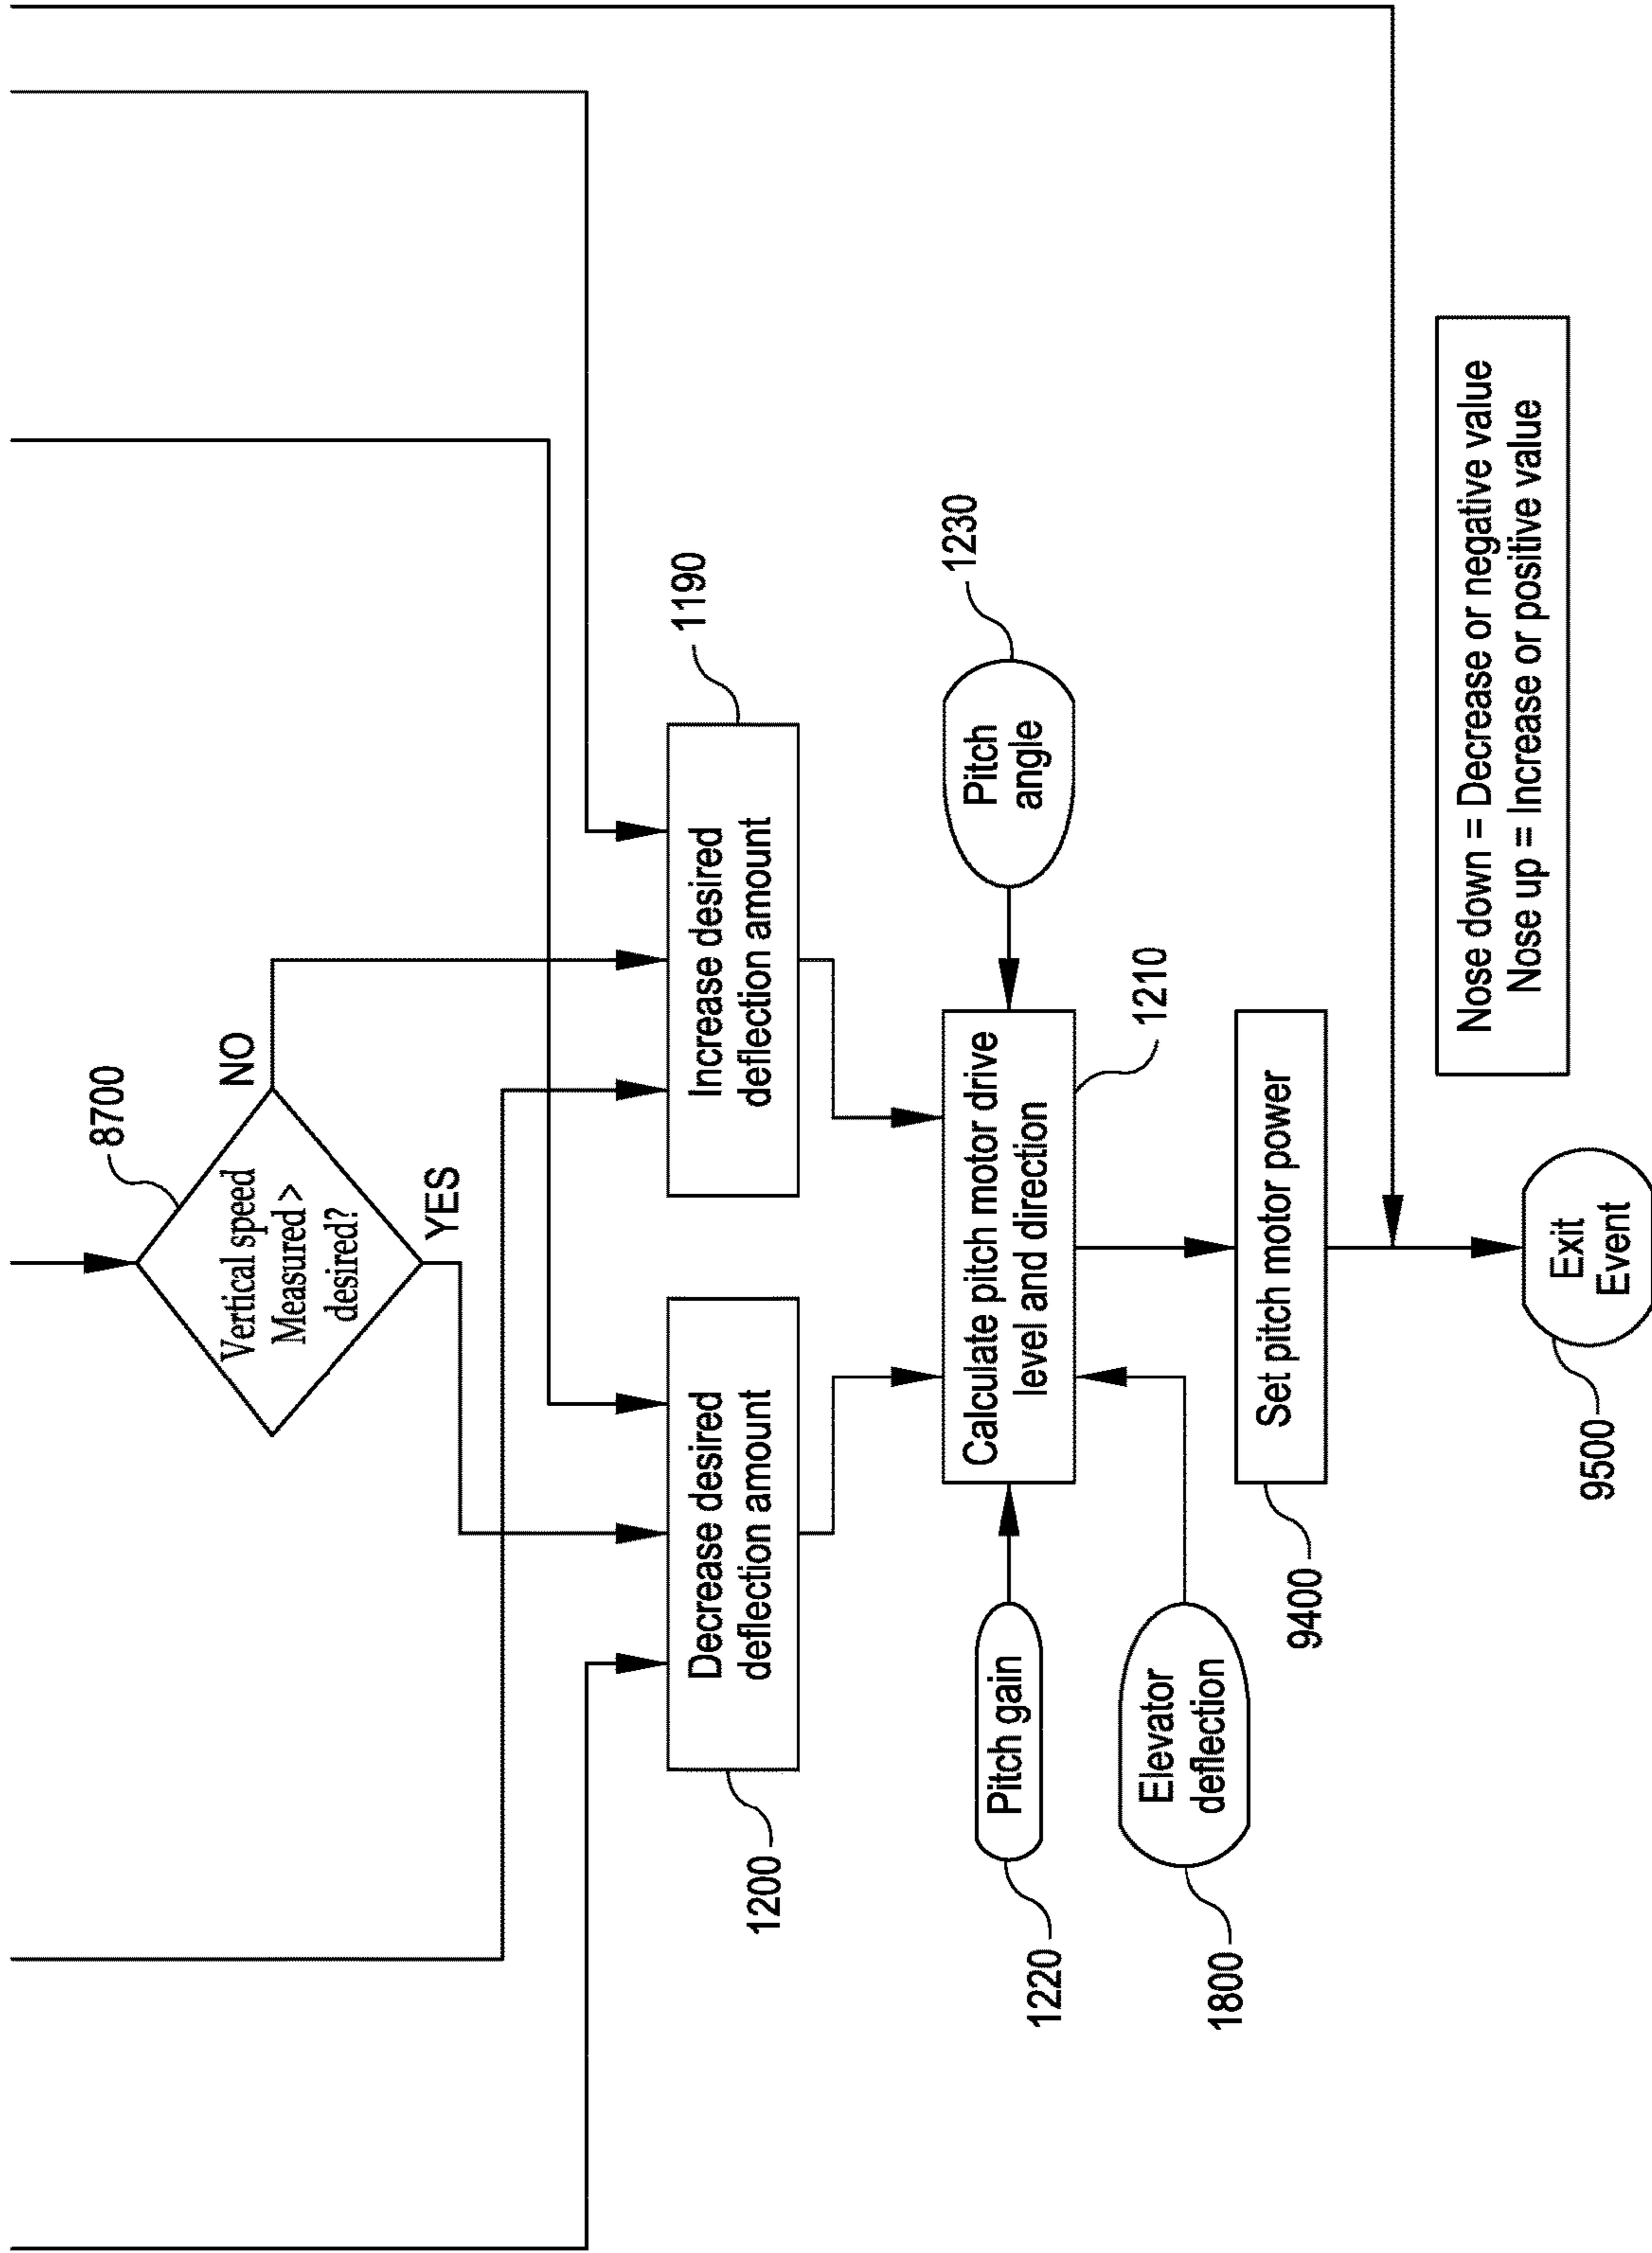 8700
Vertical speed
Measured >
desired?
NO
YES
1190
Decrease desired
deflection amount
Increase desired
deflection amount
1200
1230
Pitch
angle
Pitch gain
1220
Calculate pitch motor drive
level and direction
1210
Elevator
deflection
1800
Set pitch motor power
9400
Exit
Event
9500
Nose down = Decrease or negative value
Nose up = Increase or positive value